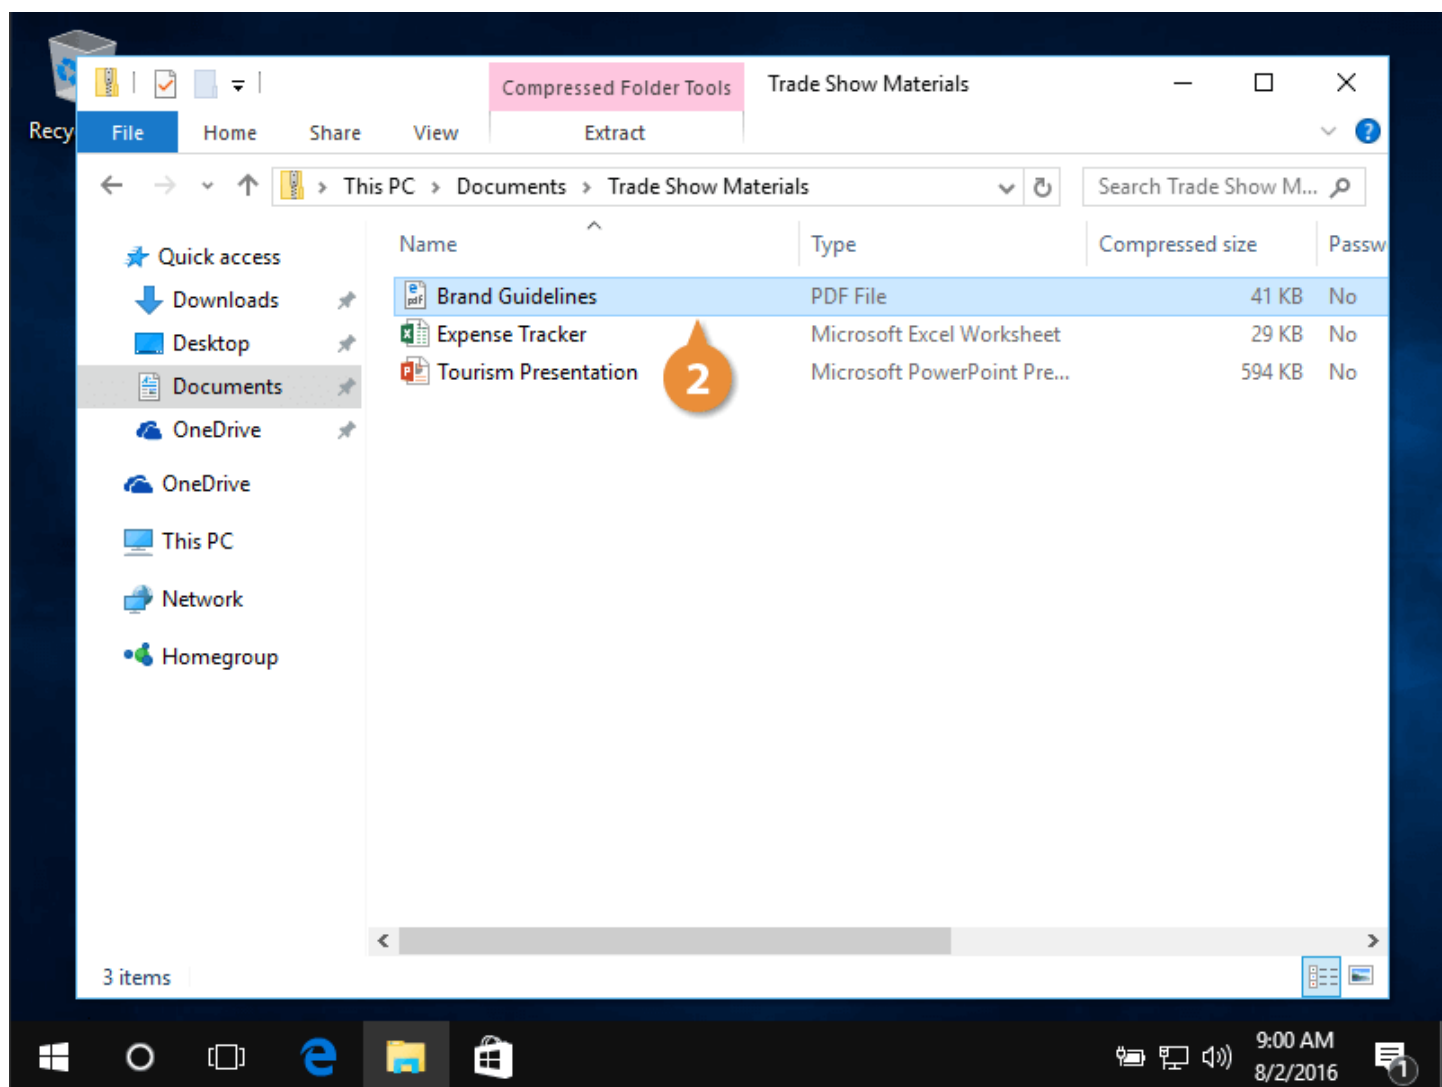 Compressed Folder Tools
Trade Show Materials
Recy
File
Home
Share
View
Extract
?
This PC > Documents > Trade Show Materials
Search Trade Show M...
Quick access
Downloads
Desktop
Documents
OneDrive
OneDrive
This PC
Network
Homegroup
Name Type Compressed size Passw
Brand Guidelines PDF File 41 KB No
Expense Tracker Microsoft Excel Worksheet 29 KB No
Tourism Presentation Microsoft PowerPoint Pre... 594 KB No
2
3 items
9:00 AM
8/2/2016
1